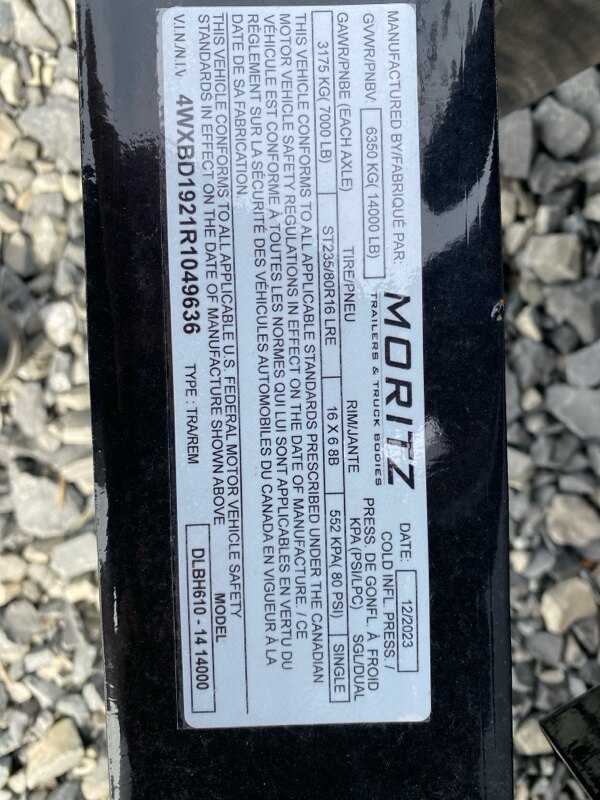 MANUFACTURED BY/FABRIQUÉ PAR:
MORITZ
TRAILERS & TRUCK BODIES
DATE: 12/2023
GVWR/PNBV: 6350 KG( 14000 LB)
COLD INFL. PRESS./
PRESS. DE GONFL. À FROID
GAWR/PNBE (EACH AXLE) TIRE/PNEU RIM/JANTE KPA (PSI/LPC) SGL/DUAL
3175 KG( 7000 LB) ST235/80R16 LRE 16 X 6 8B 552 KPA( 80 PSI) SINGLE
THIS VEHICLE CONFORMS TO ALL APPLICABLE STANDARDS PRESCRIBED UNDER THE CANADIAN
MOTOR VEHICLE SAFETY REGULATIONS IN EFFECT ON THE DATE OF MANUFACTURE. / CE
VÉHICULE EST CONFORME À TOUTES LES NORMES QUI LUI SONT APPLICABLES EN VERTU DU
RÉGLEMENT SUR LA SÉCURITÉ DES VÉHICULES AUTOMOBILES DU CANADA EN VIGUEUR À LA
DATE DE SA FABRICATION.
THIS VEHICLE CONFORMS TO ALL APPLICABLE U.S. FEDERAL MOTOR VEHICLE SAFETY
STANDARDS IN EFFECT ON THE DATE OF MANUFACTURE SHOWN ABOVE
MODEL
V.I.N./N.I.V 4WXBD1921R1049636 TYPE : TRA/REM DLBH610 - 14 14000